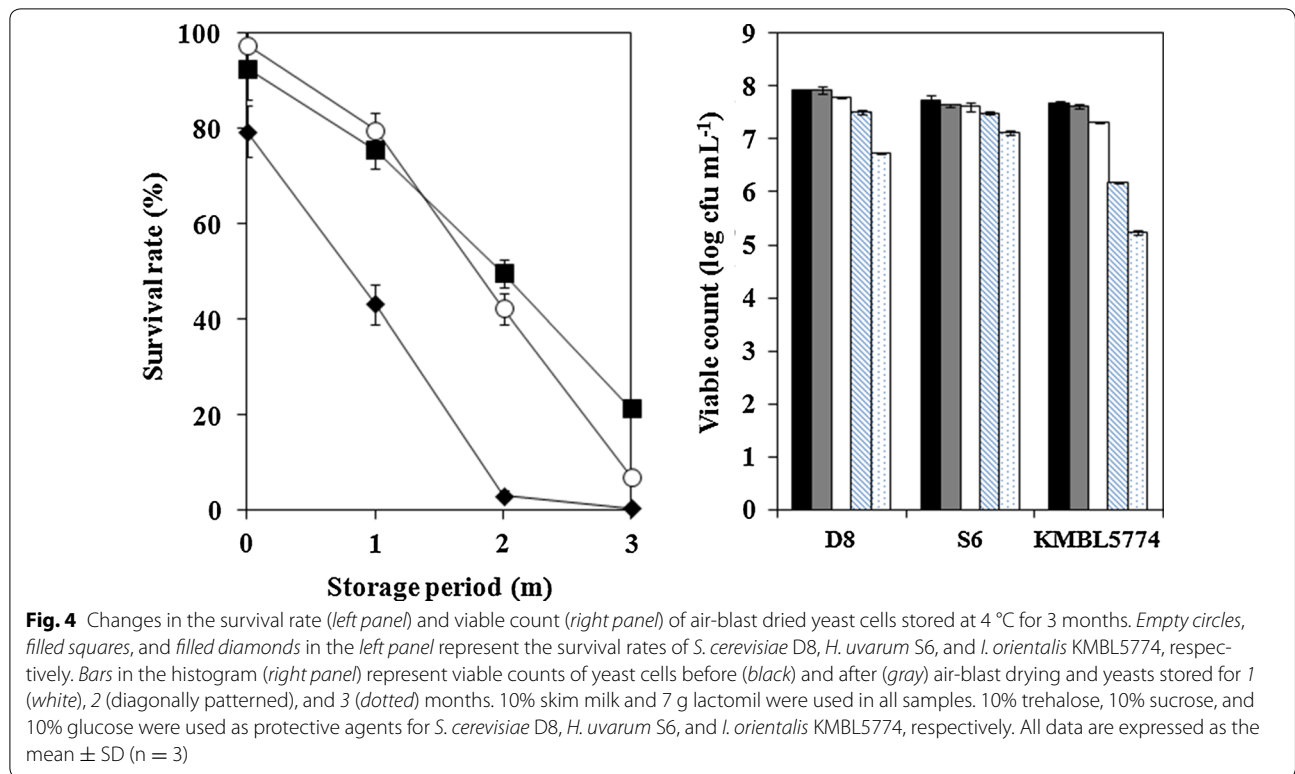 100
80
60
40
20
0
Survival rate (%)
0 1 2 3
Storage period (m)
9
8
7
6
5
4
3
2
1
0
Viable count (log cfu mL-1)
D8 S6 KMBL5774
Fig. 4 Changes in the survival rate (left panel) and viable count (right panel) of air-blast dried yeast cells stored at 4 °C for 3 months. Empty circles,
filled squares, and filled diamonds in the left panel represent the survival rates of S. cerevisiae D8, H. uvarum S6, and I. orientalis KMBL5774, respec-
tively. Bars in the histogram (right panel) represent viable counts of yeast cells before (black) and after (gray) air-blast drying and yeasts stored for 1
(white), 2 (diagonally patterned), and 3 (dotted) months. 10% skim milk and 7 g lactomil were used in all samples. 10% trehalose, 10% sucrose, and
10% glucose were used as protective agents for S. cerevisiae D8, H. uvarum S6, and I. orientalis KMBL5774, respectively. All data are expressed as the
mean ± SD (n = 3)